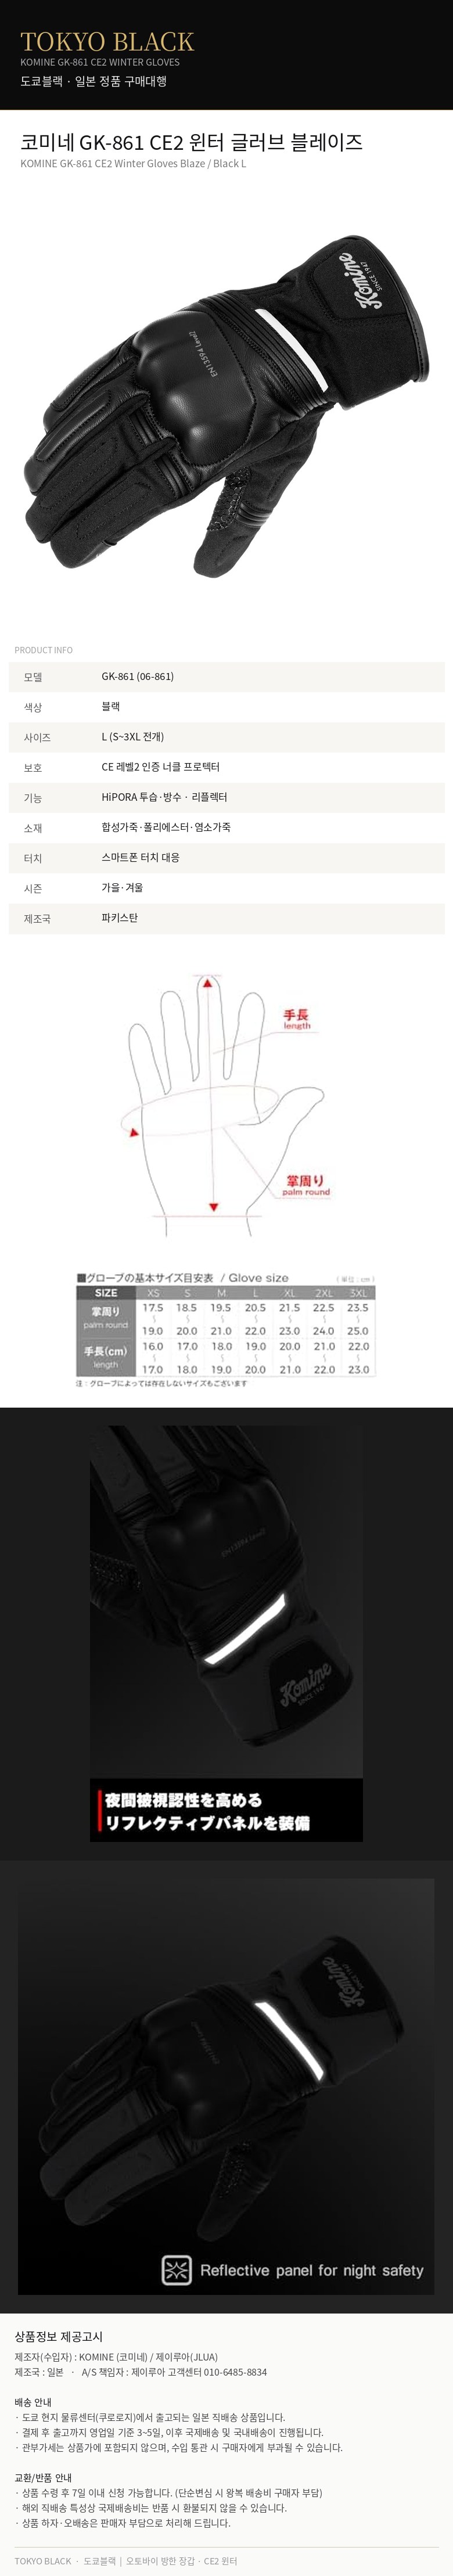 TOKYO BLACK
KOMINE GK-861 CE2 WINTER GLOVES
도쿄블랙 · 일본 정품 구매대행
코미네 GK-861 CE2 윈터 글러브 블레이즈
KOMINE GK-861 CE2 Winter Gloves Blaze / Black L
Komine
SINCE 1947
EN13594 Level2
PRODUCT INFO
모델 GK-861 (06-861)
색상 블랙
사이즈 L (S~3XL 전개)
보호 CE 레벨2 인증 너클 프로텍터
기능 HiPORA 투습·방수 · 리플렉터
소재 합성가죽·폴리에스터·염소가죽
터치 스마트폰 터치 대응
시즌 가을·겨울
제조국 파키스탄
手長
length
掌周り
palm round
■グローブの基本サイズ目安表 / Glove size (単位:cm)
SIZE XS S M L XL 2XL 3XL
掌周り palm round 17.5 ~ 19.0 18.5 ~ 20.0 19.5 ~ 21.0 20.5 ~ 22.0 21.5 ~ 23.0 22.5 ~ 24.0 23.5 ~ 25.0
手長(cm) length 16.0 ~ 17.0 17.0 ~ 18.0 18.0 ~ 19.0 19.0 ~ 20.0 20.0 ~ 21.0 21.0 ~ 22.0 22.0 ~ 23.0
注:グローブによっては存在しないサイズもございます
EN13594 Level2
Komine
SINCE 1947
夜間被視認性を高める
リフレクティブパネルを装備
Komine
SINCE 1947
Reflective panel for night safety
상품정보 제공고시
제조자(수입자) : KOMINE (코미네) / 제이루아(JLUA)
제조국 : 일본 · A/S 책임자 : 제이루아 고객센터 010-6485-8834
배송 안내
· 도쿄 현지 물류센터(쿠로로지)에서 출고되는 일본 직배송 상품입니다.
· 결제 후 출고까지 영업일 기준 3~5일, 이후 국제배송 및 국내배송이 진행됩니다.
· 관부가세는 상품가에 포함되지 않으며, 수입 통관 시 구매자에게 부과될 수 있습니다.
교환/반품 안내
· 상품 수령 후 7일 이내 신청 가능합니다. (단순변심 시 왕복 배송비 구매자 부담)
· 해외 직배송 특성상 국제배송비는 반품 시 환불되지 않을 수 있습니다.
· 상품 하자·오배송은 판매자 부담으로 처리해 드립니다.
TOKYO BLACK · 도쿄블랙 | 오토바이 방한 장갑 · CE2 윈터